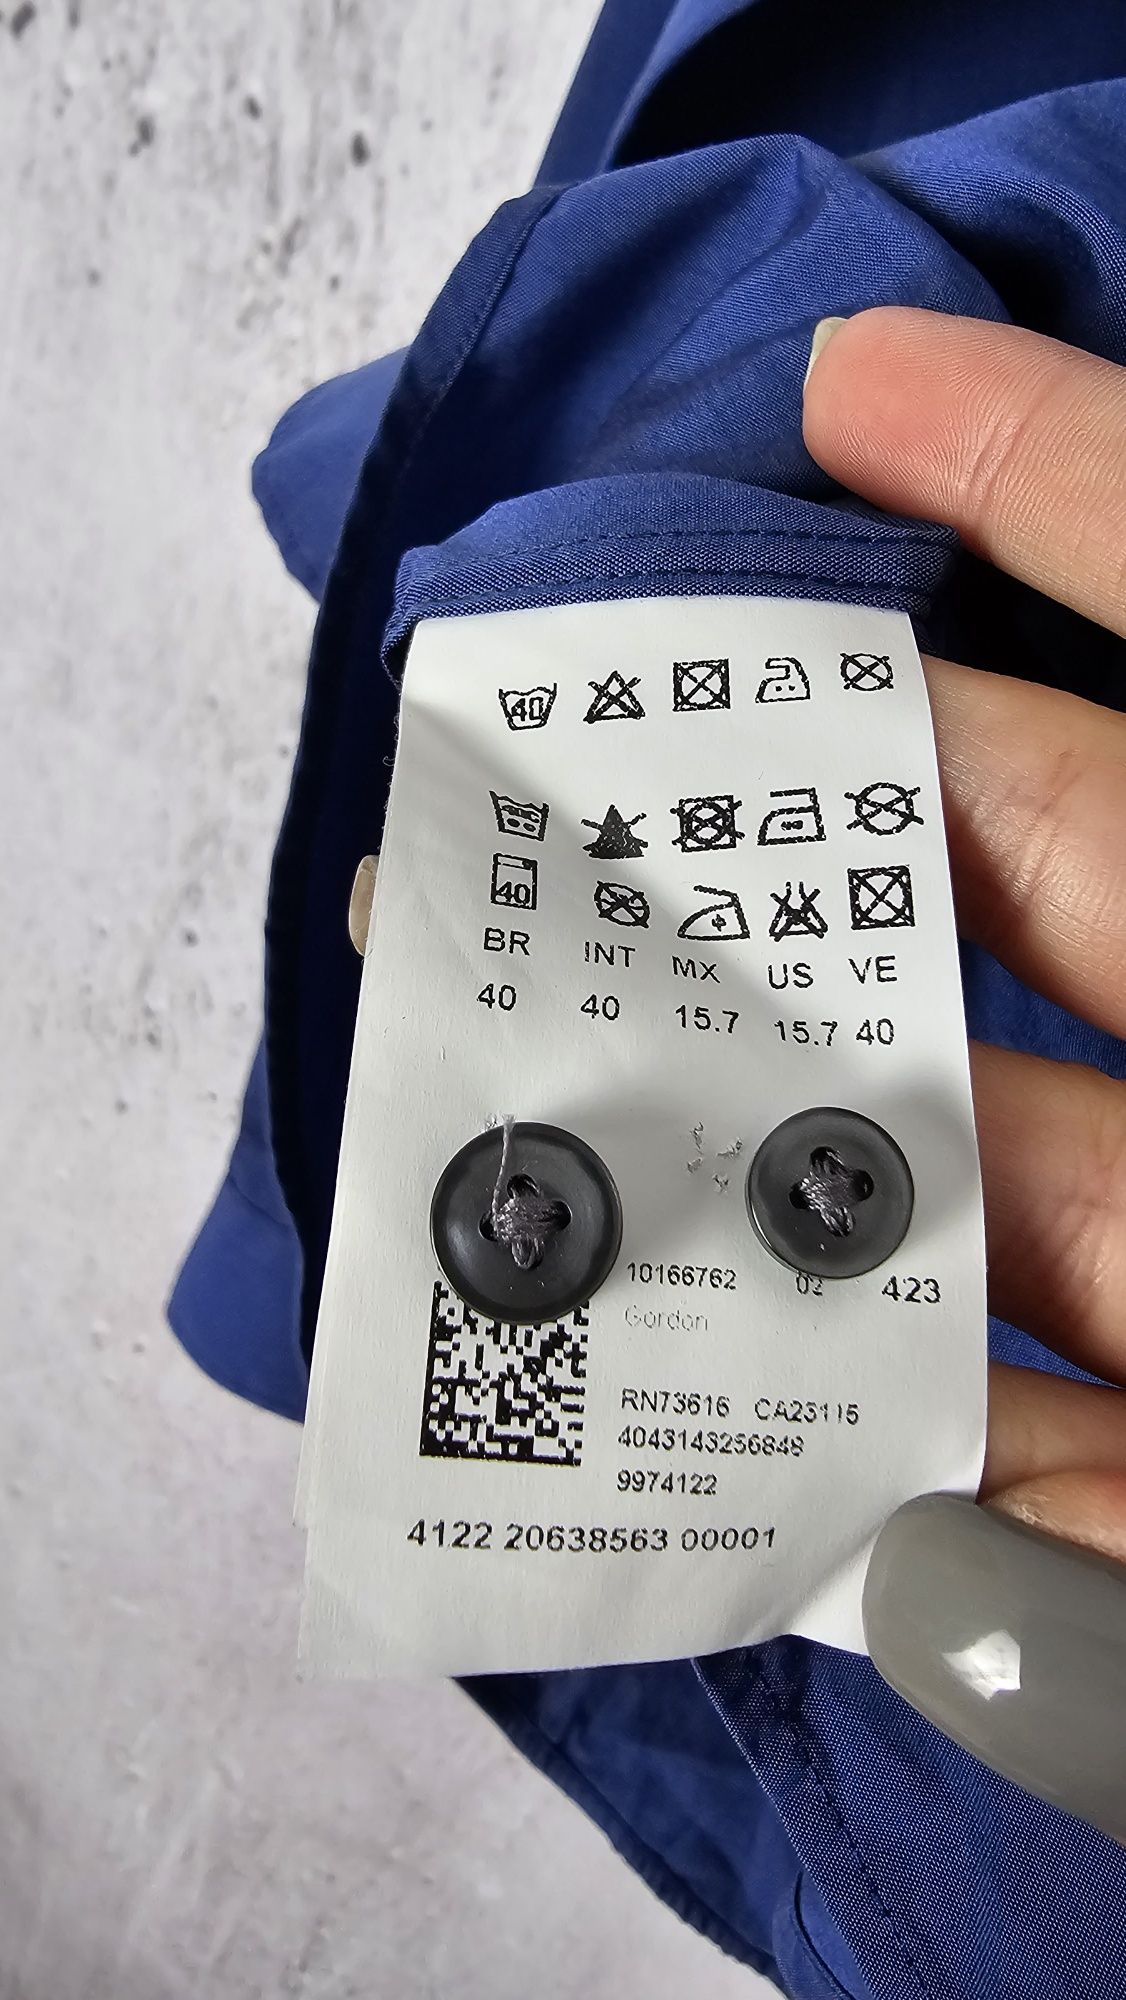 40
40
BR INT MX US VE
40 40 15.7 15.7 40
10166762 02 423
Gordon
RN73616 CA23115
4043143256848
9974122
4122 20638563 00001